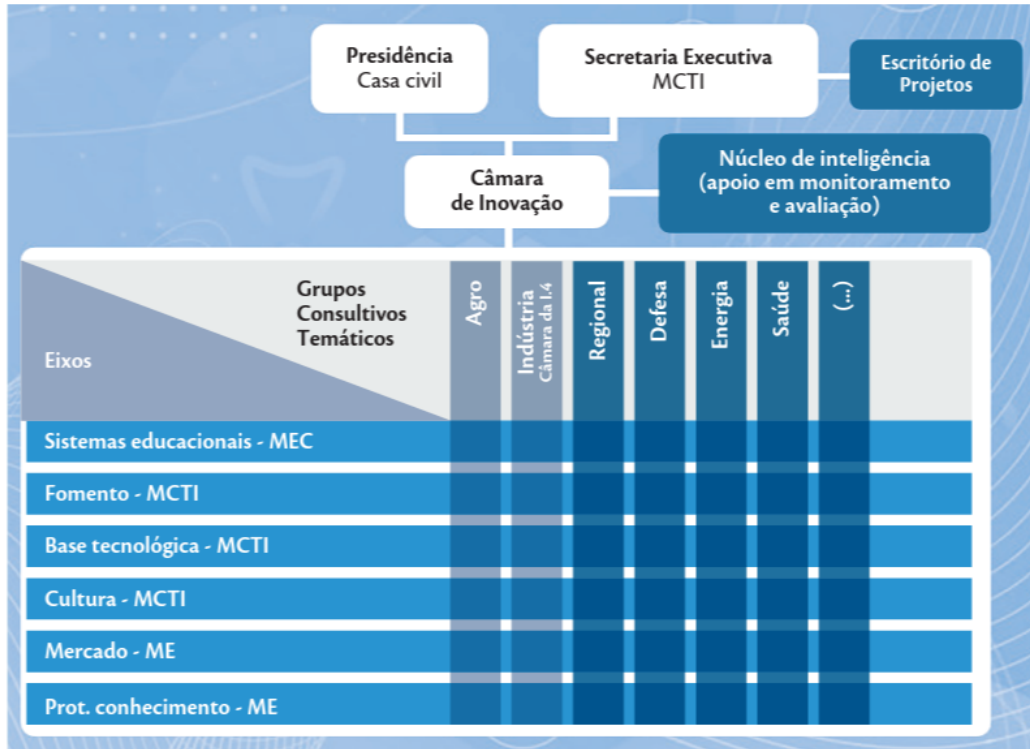 Presidência
Casa civil
Secretaria Executiva
MCTI
Escritório de
Projetos
Câmara
de Inovação
Núcleo de inteligência
(apoio em monitoramento
e avaliação)
Grupos
Consultivos
Temáticos
Eixos
Agro
Indústria
Câmara da I.4
Regional
Defesa
Energia
Saúde
(...)
Sistemas educacionais - MEC
Fomento - MCTI
Base tecnológica - MCTI
Cultura - MCTI
Mercado - ME
Prot. conhecimento - ME